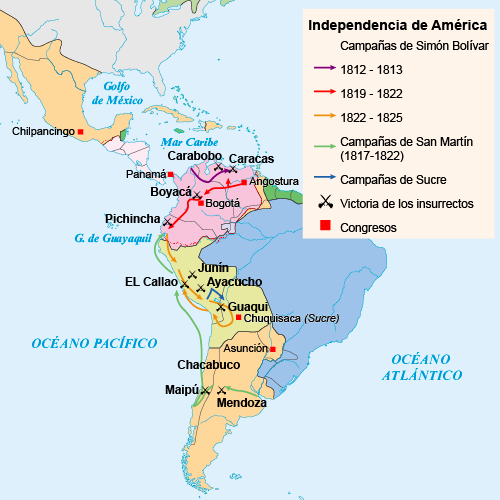 Independencia de América
Campañas de Simón Bolívar
1812 - 1813
1819 - 1822
1822 - 1825
Campañas de San Martín
(1817-1822)
Campañas de Sucre
Victoria de los insurrectos
Congresos
Golfo
de México
Chilpancingo
Mar Caribe
Carabobo
Caracas
Panamá
Angostura
Boyacá
Bogotá
Pichincha
G. de Guayaquil
Junín
EL Callao
Ayacucho
Guaqui
Chuquisaca (Sucre)
OCÉANO PACÍFICO
Asunción
OCÉANO
ATLÁNTICO
Chacabuco
Maipú
Mendoza